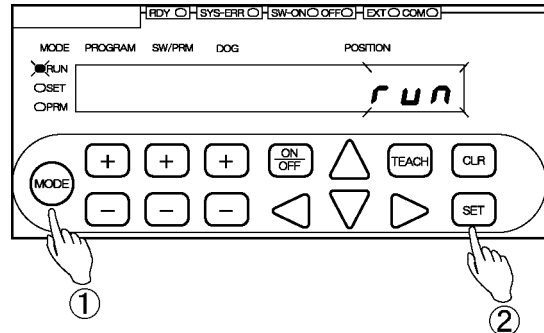 RDY SYS-ERR SW-ON OFF EXT COM
MODE PROGRAM SW/PRM DOG POSITION
RUN
SET
PRM
run
+ + + ON/OFF TEACH CLR
MODE
- - - SET
① ②